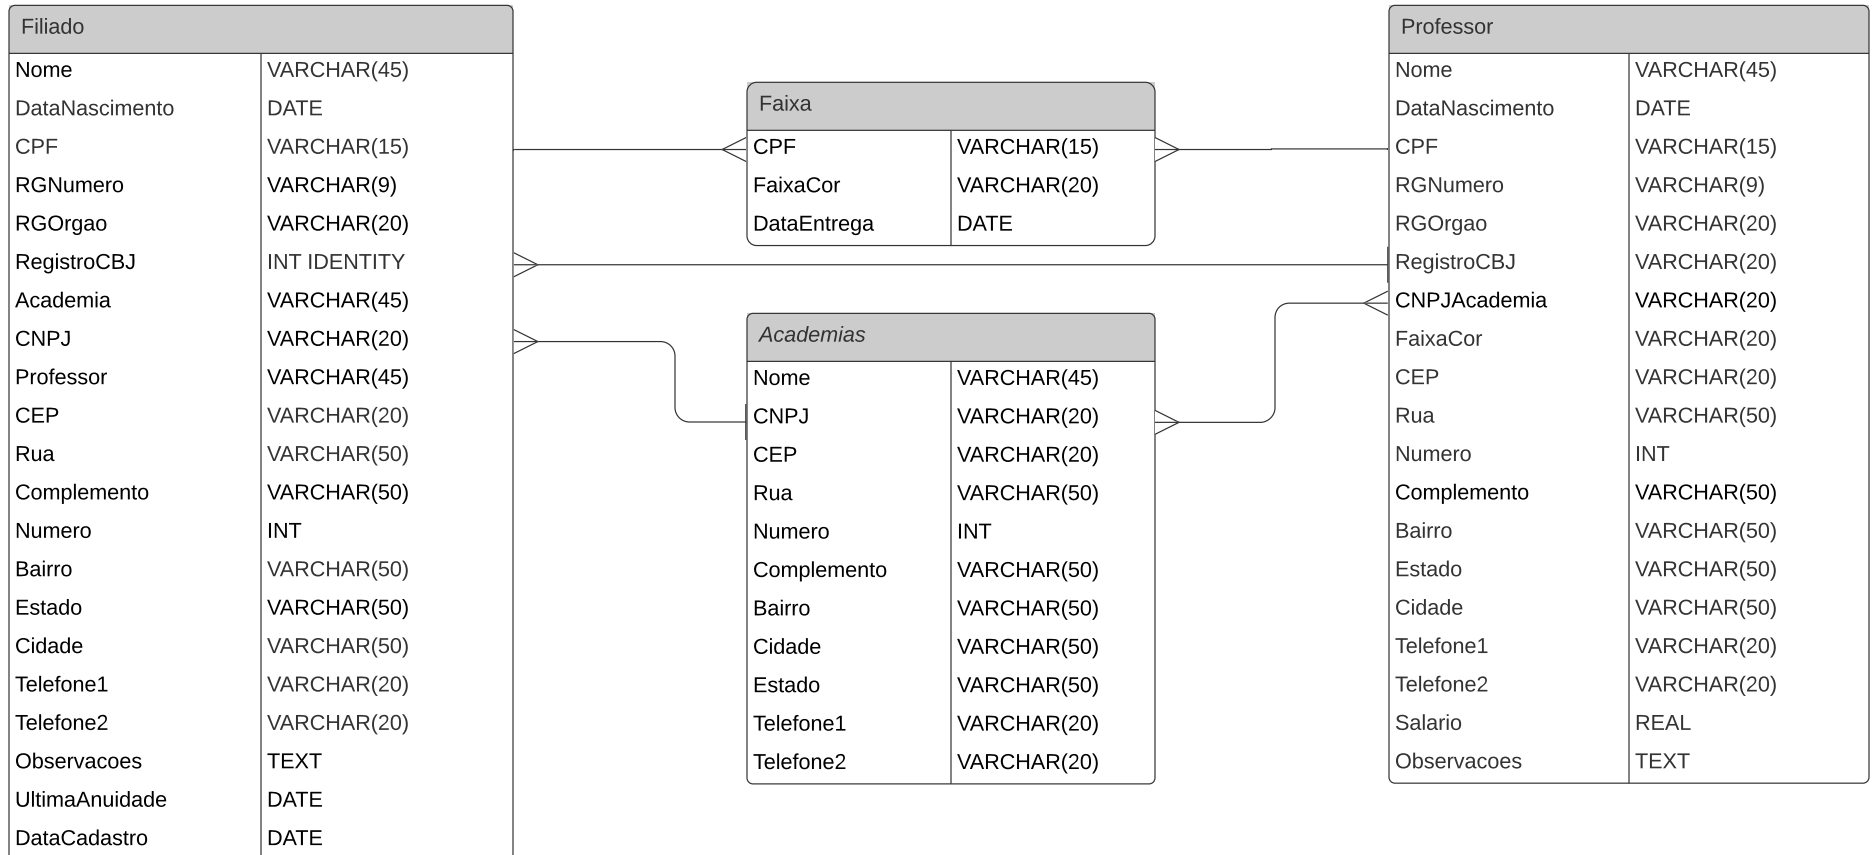 Filiado
Nome VARCHAR(45)
DataNascimento DATE
CPF VARCHAR(15)
RGNumero VARCHAR(9)
RGOrgao VARCHAR(20)
RegistroCBJ INT IDENTITY
Academia VARCHAR(45)
CNPJ VARCHAR(20)
Professor VARCHAR(45)
CEP VARCHAR(20)
Rua VARCHAR(50)
Complemento VARCHAR(50)
Numero INT
Bairro VARCHAR(50)
Estado VARCHAR(50)
Cidade VARCHAR(50)
Telefone1 VARCHAR(20)
Telefone2 VARCHAR(20)
Observacoes TEXT
UltimaAnuidade DATE
DataCadastro DATE
Faixa
CPF VARCHAR(15)
FaixaCor VARCHAR(20)
DataEntrega DATE
Academias
Nome VARCHAR(45)
CNPJ VARCHAR(20)
CEP VARCHAR(20)
Rua VARCHAR(50)
Numero INT
Complemento VARCHAR(50)
Bairro VARCHAR(50)
Cidade VARCHAR(50)
Estado VARCHAR(50)
Telefone1 VARCHAR(20)
Telefone2 VARCHAR(20)
Professor
Nome VARCHAR(45)
DataNascimento DATE
CPF VARCHAR(15)
RGNumero VARCHAR(9)
RGOrgao VARCHAR(20)
RegistroCBJ VARCHAR(20)
CNPJAcademia VARCHAR(20)
FaixaCor VARCHAR(20)
CEP VARCHAR(20)
Rua VARCHAR(50)
Numero INT
Complemento VARCHAR(50)
Bairro VARCHAR(50)
Estado VARCHAR(50)
Cidade VARCHAR(50)
Telefone1 VARCHAR(20)
Telefone2 VARCHAR(20)
Salario REAL
Observacoes TEXT